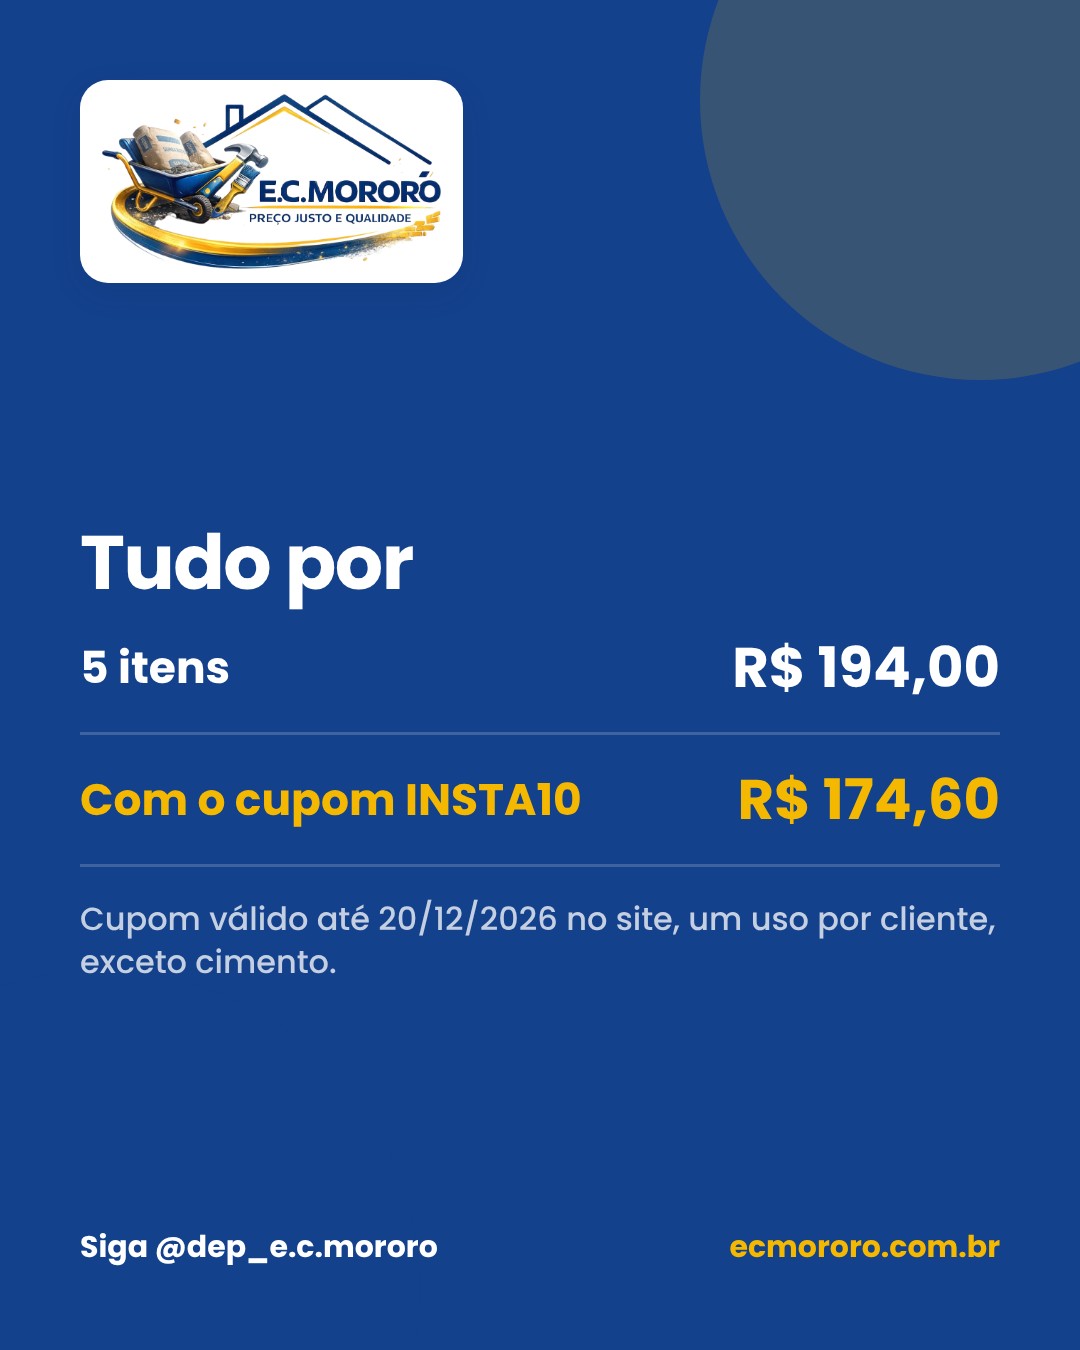 E.C.MORORÓ
PREÇO JUSTO E QUALIDADE
Tudo por
5 itens R$ 194,00
Com o cupom INSTA10 R$ 174,60
Cupom válido até 20/12/2026 no site, um uso por cliente,
exceto cimento.
Siga @dep_e.c.mororo ecmororo.com.br